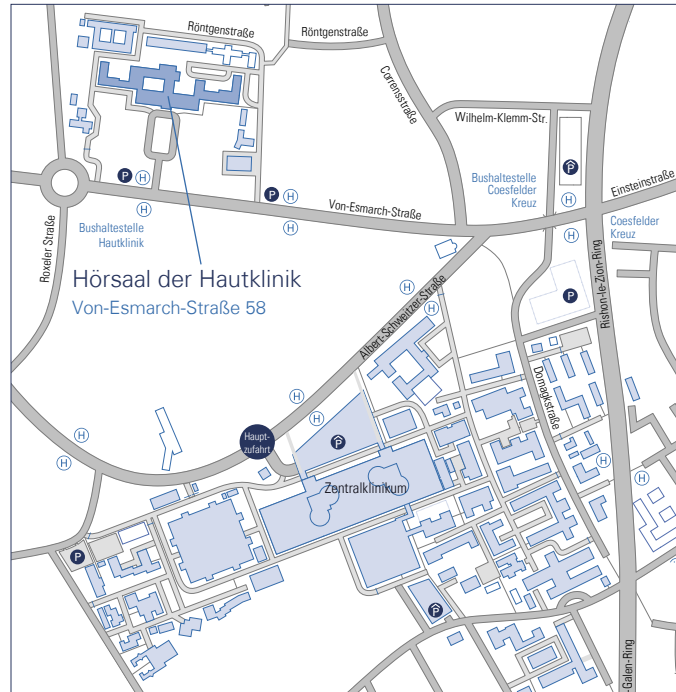 Röntgenstraße
Röntgenstraße
Corrensstraße
Wilhelm-Klemm-Str.
P
P
H
Bushaltestelle
Coesfelder
Kreuz
H
Einsteinstraße
P
H
H
Von-Esmarch-Straße
H
H
H
Roxeler Straße
Bushaltestelle
Hautklinik
Coesfelder
Kreuz
Hörsaal der Hautklinik
Von-Esmarch-Straße 58
Rishon-le-Zion-Ring
H
P
H
Albert-Schweitzer-Straße
Domagkstraße
H
H
H
H
Haupt-
zufahrt
P
H
H
Zentralklinikum
P
P
Galen-Ring